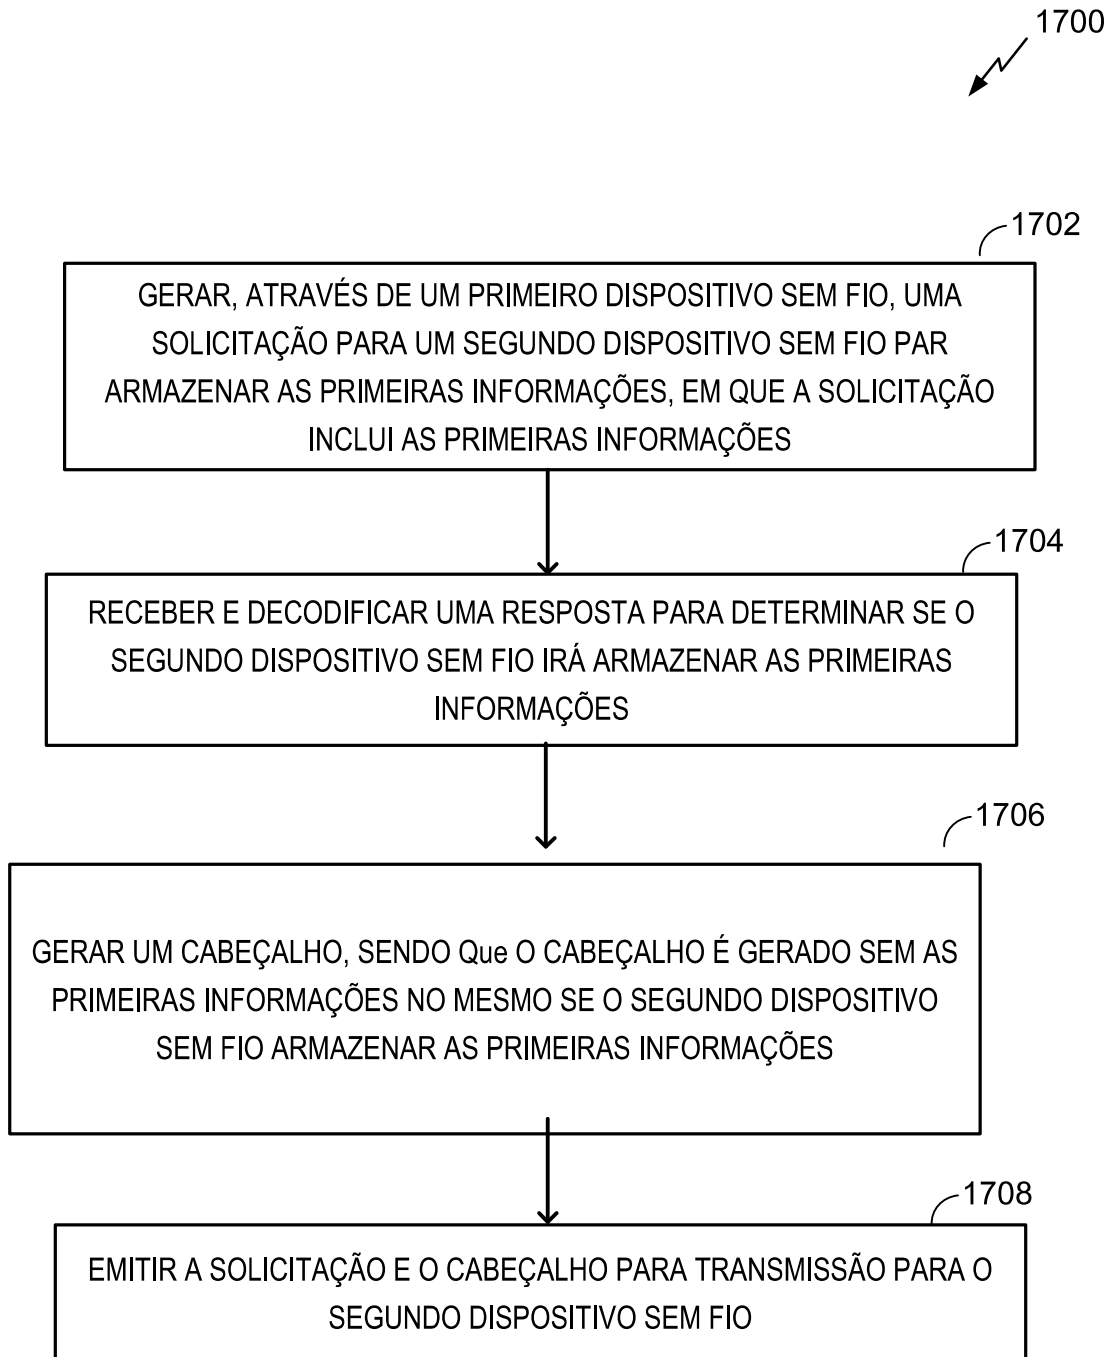 1700
1702
GERAR, ATRAVÉS DE UM PRIMEIRO DISPOSITIVO SEM FIO, UMA
SOLICITAÇÃO PARA UM SEGUNDO DISPOSITIVO SEM FIO PAR
ARMAZENAR AS PRIMEIRAS INFORMAÇÕES, EM QUE A SOLICITAÇÃO
INCLUI AS PRIMEIRAS INFORMAÇÕES
1704
RECEBER E DECODIFICAR UMA RESPOSTA PARA DETERMINAR SE O
SEGUNDO DISPOSITIVO SEM FIO IRÁ ARMAZENAR AS PRIMEIRAS
INFORMAÇÕES
1706
GERAR UM CABEÇALHO, SENDO Que O CABEÇALHO É GERADO SEM AS
PRIMEIRAS INFORMAÇÕES NO MESMO SE O SEGUNDO DISPOSITIVO
SEM FIO ARMAZENAR AS PRIMEIRAS INFORMAÇÕES
1708
EMITIR A SOLICITAÇÃO E O CABEÇALHO PARA TRANSMISSÃO PARA O
SEGUNDO DISPOSITIVO SEM FIO